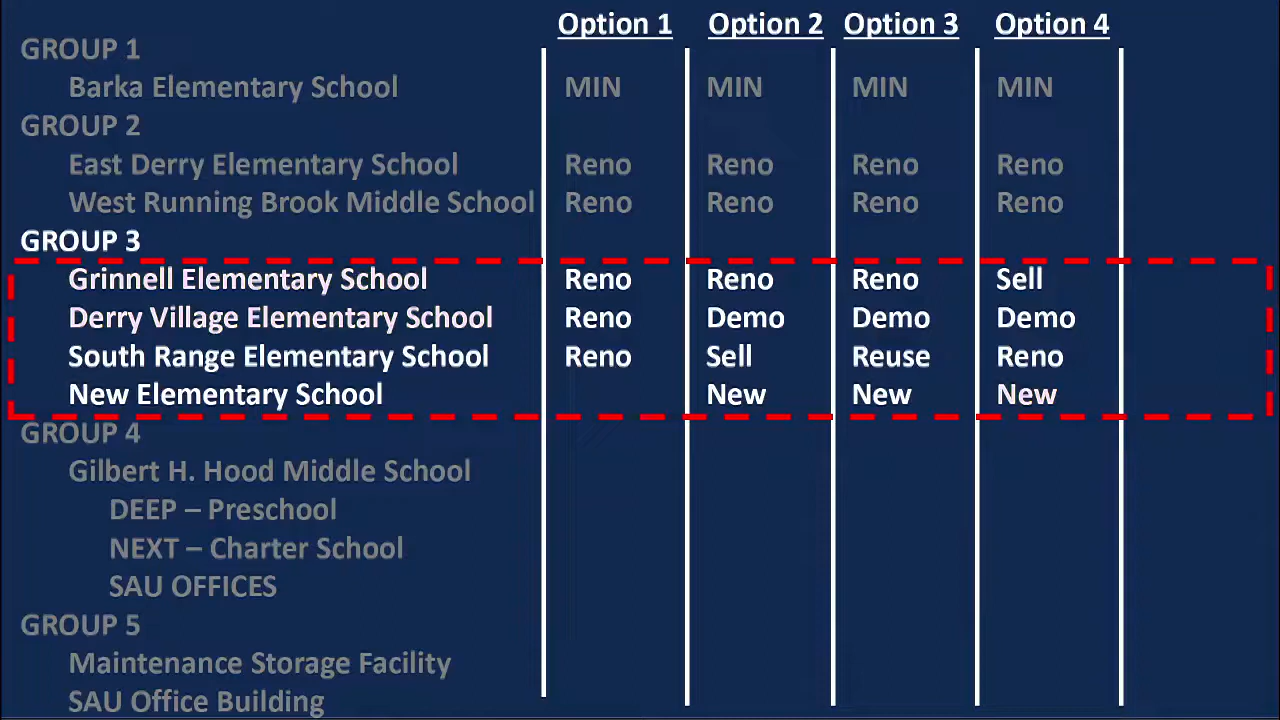 Option 1 Option 2 Option 3 Option 4
GROUP 1
Barka Elementary School MIN MIN MIN MIN
GROUP 2
East Derry Elementary School Reno Reno Reno Reno
West Running Brook Middle School Reno Reno Reno Reno
GROUP 3
Grinnell Elementary School Reno Reno Reno Sell
Derry Village Elementary School Reno Demo Demo Demo
South Range Elementary School Reno Sell Reuse Reno
New Elementary School New New New
GROUP 4
Gilbert H. Hood Middle School
DEEP – Preschool
NEXT – Charter School
SAU OFFICES
GROUP 5
Maintenance Storage Facility
SAU Office Building